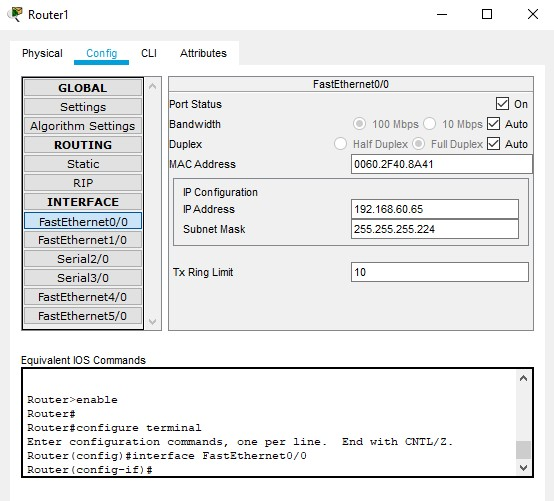 Router1
Physical Config CLI Attributes
GLOBAL
Settings
Algorithm Settings
ROUTING
Static
RIP
INTERFACE
FastEthernet0/0
FastEthernet1/0
Serial2/0
Serial3/0
FastEthernet4/0
FastEthernet5/0
FastEthernet0/0
Port Status On
Bandwidth 100 Mbps 10 Mbps Auto
Duplex Half Duplex Full Duplex Auto
MAC Address 0060.2F40.8A41
IP Configuration
IP Address 192.168.60.65
Subnet Mask 255.255.255.224
Tx Ring Limit 10
Equivalent IOS Commands
Router>enable
Router#
Router#configure terminal
Enter configuration commands, one per line. End with CNTL/Z.
Router(config)#interface FastEthernet0/0
Router(config-if)#